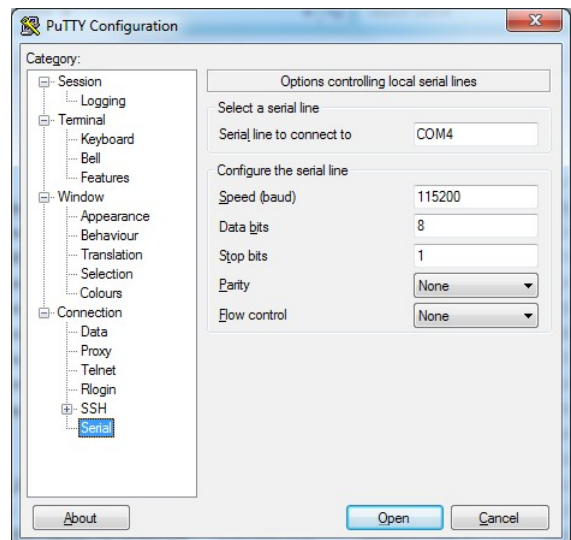 PuTTY Configuration
Category:
Session
Logging
Terminal
Keyboard
Bell
Features
Window
Appearance
Behaviour
Translation
Selection
Colours
Connection
Data
Proxy
Telnet
Rlogin
SSH
Serial
Options controlling local serial lines
Select a serial line
Serial line to connect to COM4
Configure the serial line
Speed (baud) 115200
Data bits 8
Stop bits 1
Parity None
Flow control None
About Open Cancel